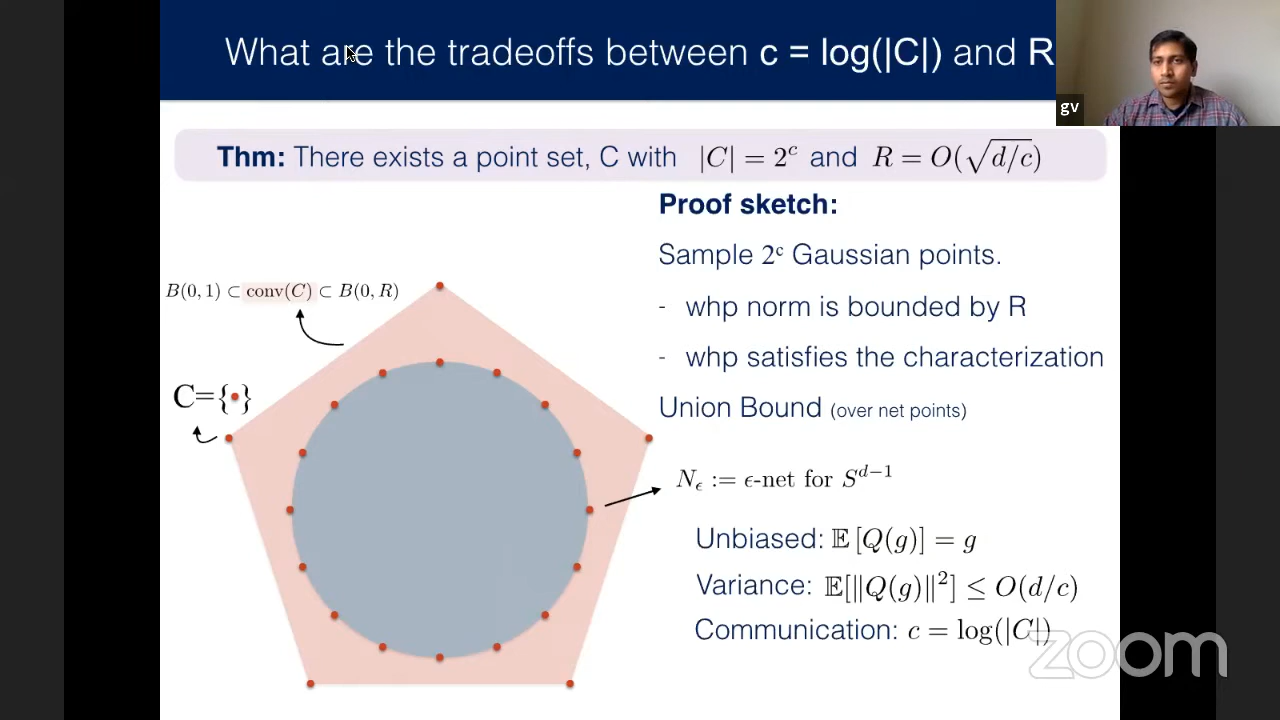 What are the tradeoffs between c = log(|C|) and R
gv
Thm: There exists a point set, C with |C| = 2^c and R = O(√d/c)
Proof sketch:
Sample 2^c Gaussian points.
- whp norm is bounded by R
- whp satisfies the characterization
Union Bound (over net points)
B(0, 1) ⊂ conv(C) ⊂ B(0, R)
C={•}
N_ϵ := ϵ-net for S^{d−1}
Unbiased: 𝔼 [Q(g)] = g
Variance: 𝔼[‖Q(g)‖^2] ≤ O(d/c)
Communication: c = log(|C|)
zoom